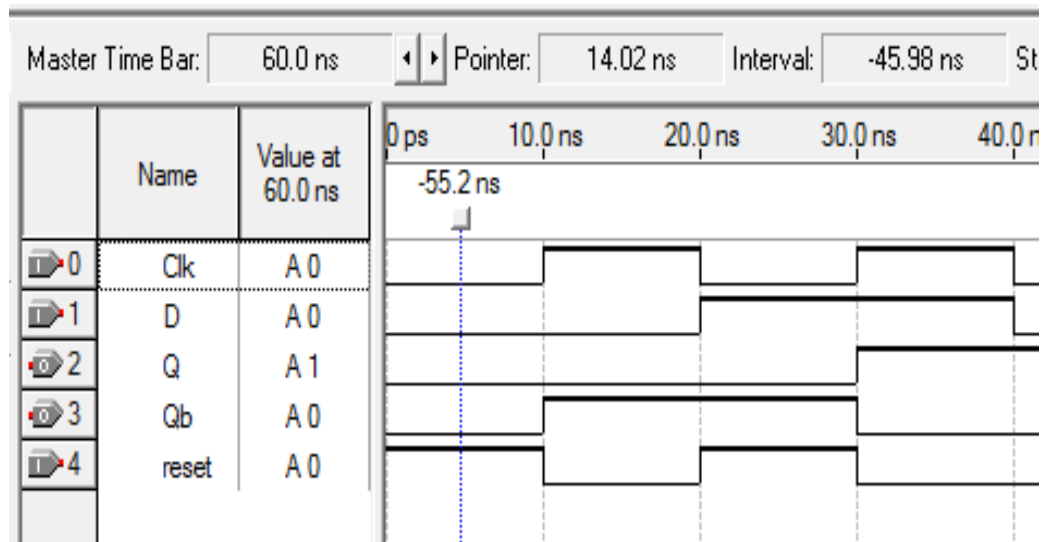 Master Time Bar: 60.0 ns Pointer: 14.02 ns Interval: -45.98 ns St
Name Value at 60.0 ns
0 ps 10.0 ns 20.0 ns 30.0 ns 40.0 n
-55.2 ns
0 Clk A 0
1 D A 0
2 Q A 1
3 Qb A 0
4 reset A 0